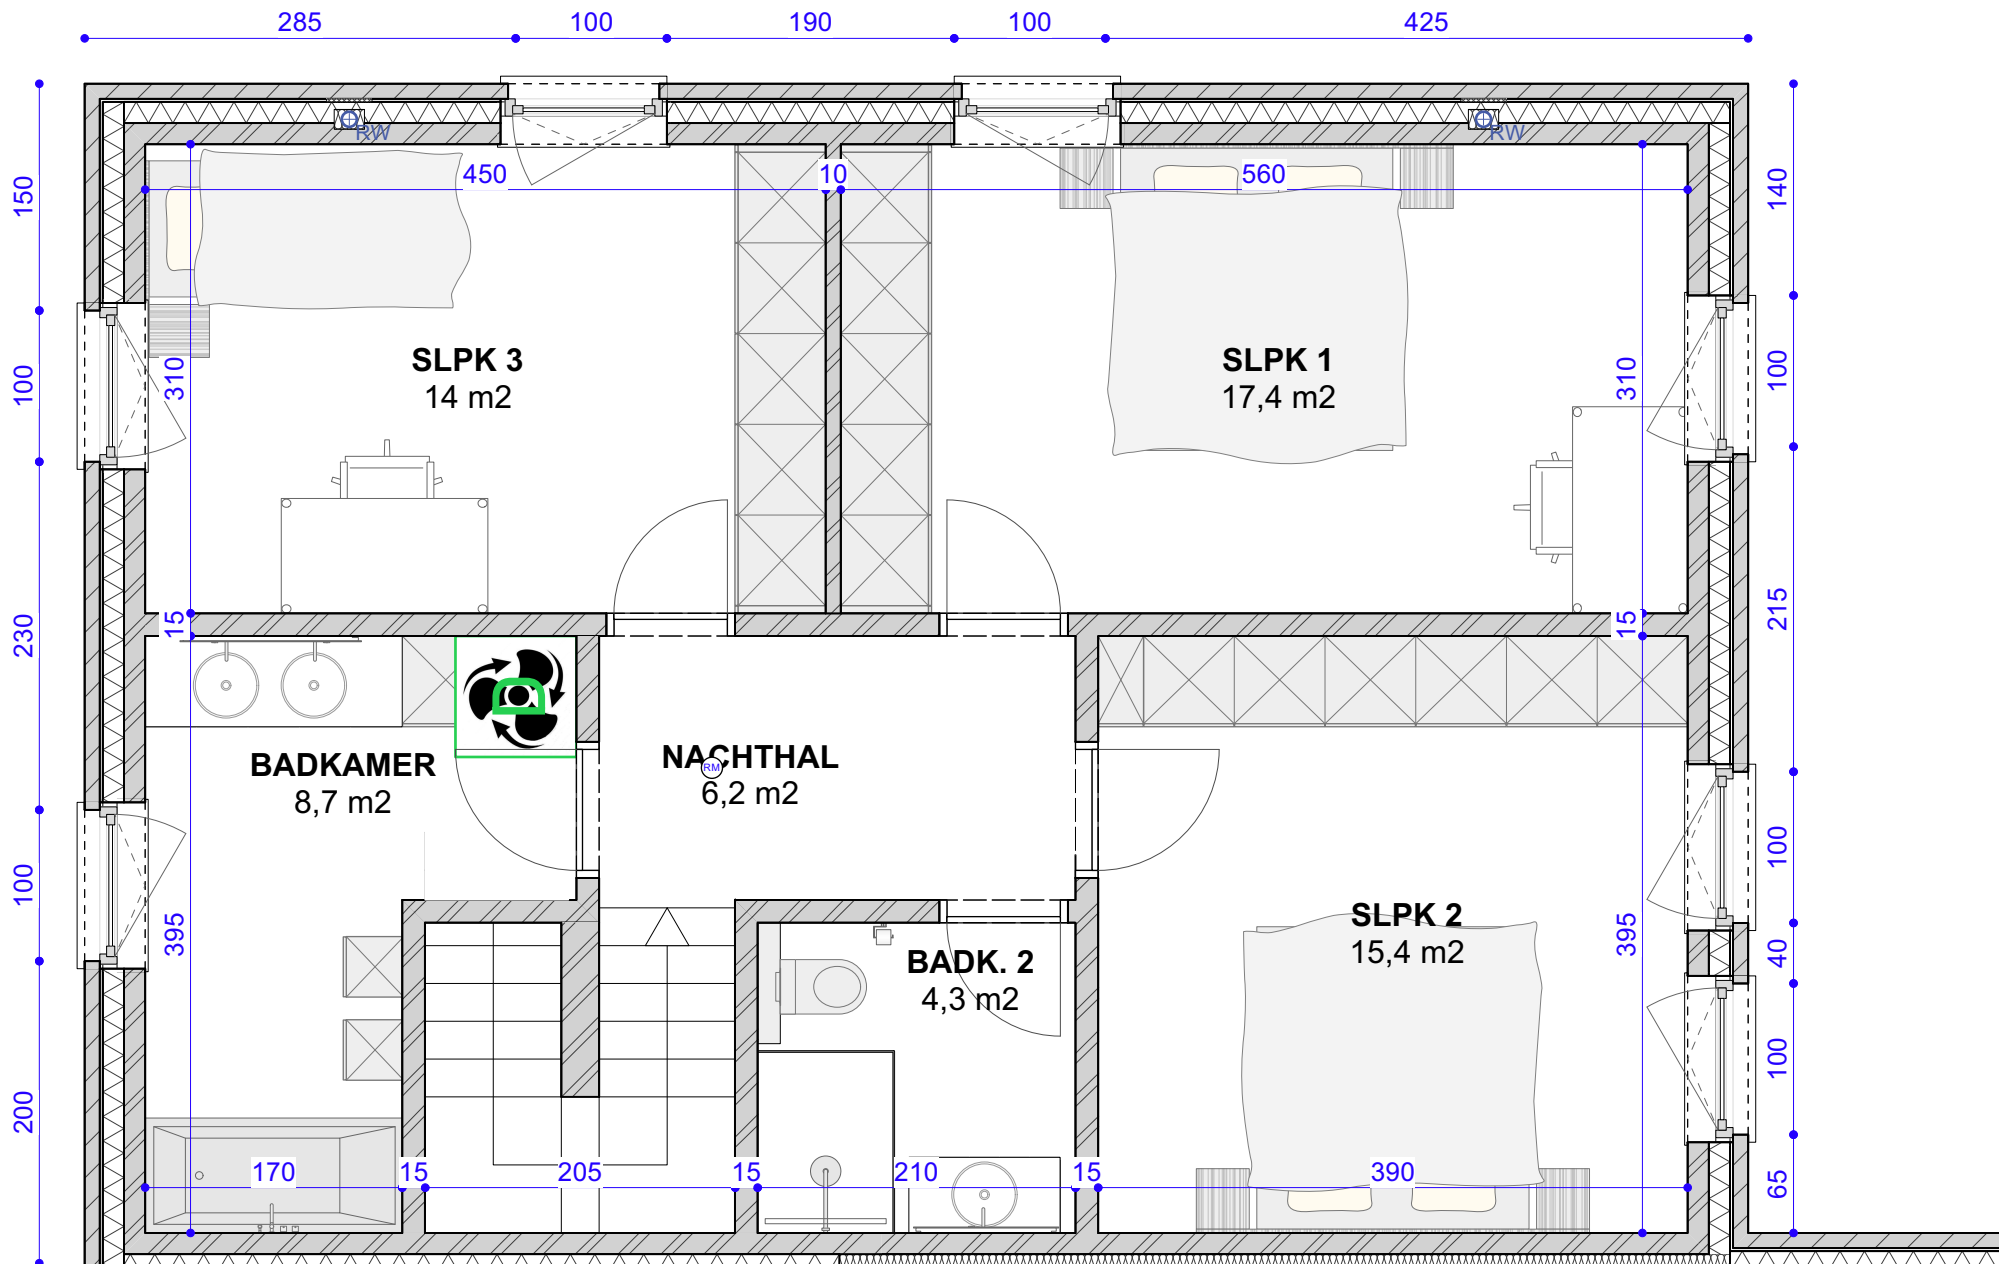 285 100 190 100 425
RW RW
450 10 560
150
140
SLPK 3
14 m2
SLPK 1
17,4 m2
100
310
310
100
15
15
230
215
BADKAMER
8,7 m2
NACHTHAL
RM
6,2 m2
100
395
SLPK 2
15,4 m2
395
100
40
BADK. 2
4,3 m2
100
200
170 15 205 15 210 15 390
65